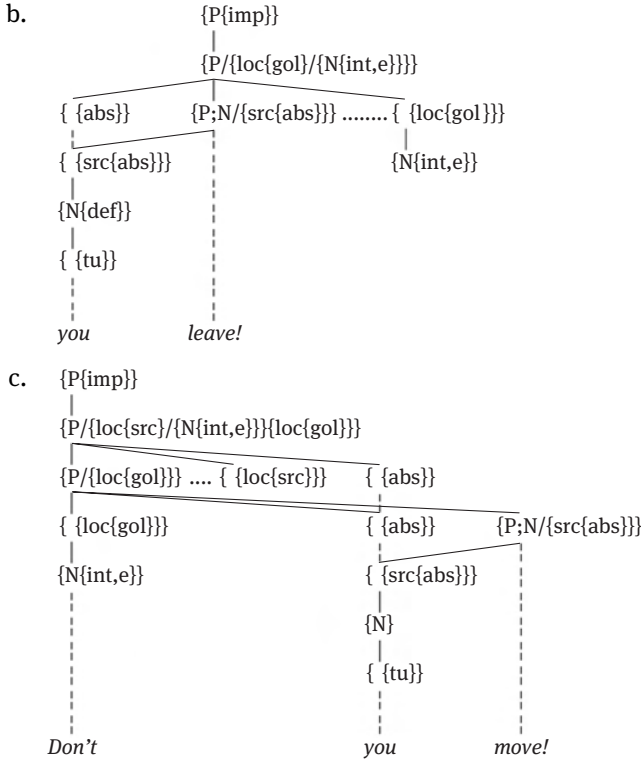 b. {P{imp}}
{P/{loc{gol}/{N{int,e}}}}
{ {abs}} {P;N/{src{abs}}} ........ { {loc{gol}}}
{ {src{abs}}} {N{int,e}}
{N{def}}
{ {tu}}
you leave!
c. {P{imp}}
{P/{loc{src}/{N{int,e}}}{loc{gol}}}
{P/{loc{gol}}} .... { {loc{src}}} { {abs}}
{ {loc{gol}}} { {abs}} {P;N/{src{abs}}}
{N{int,e}} { {src{abs}}}
{N}
{ {tu}}
Don't you move!